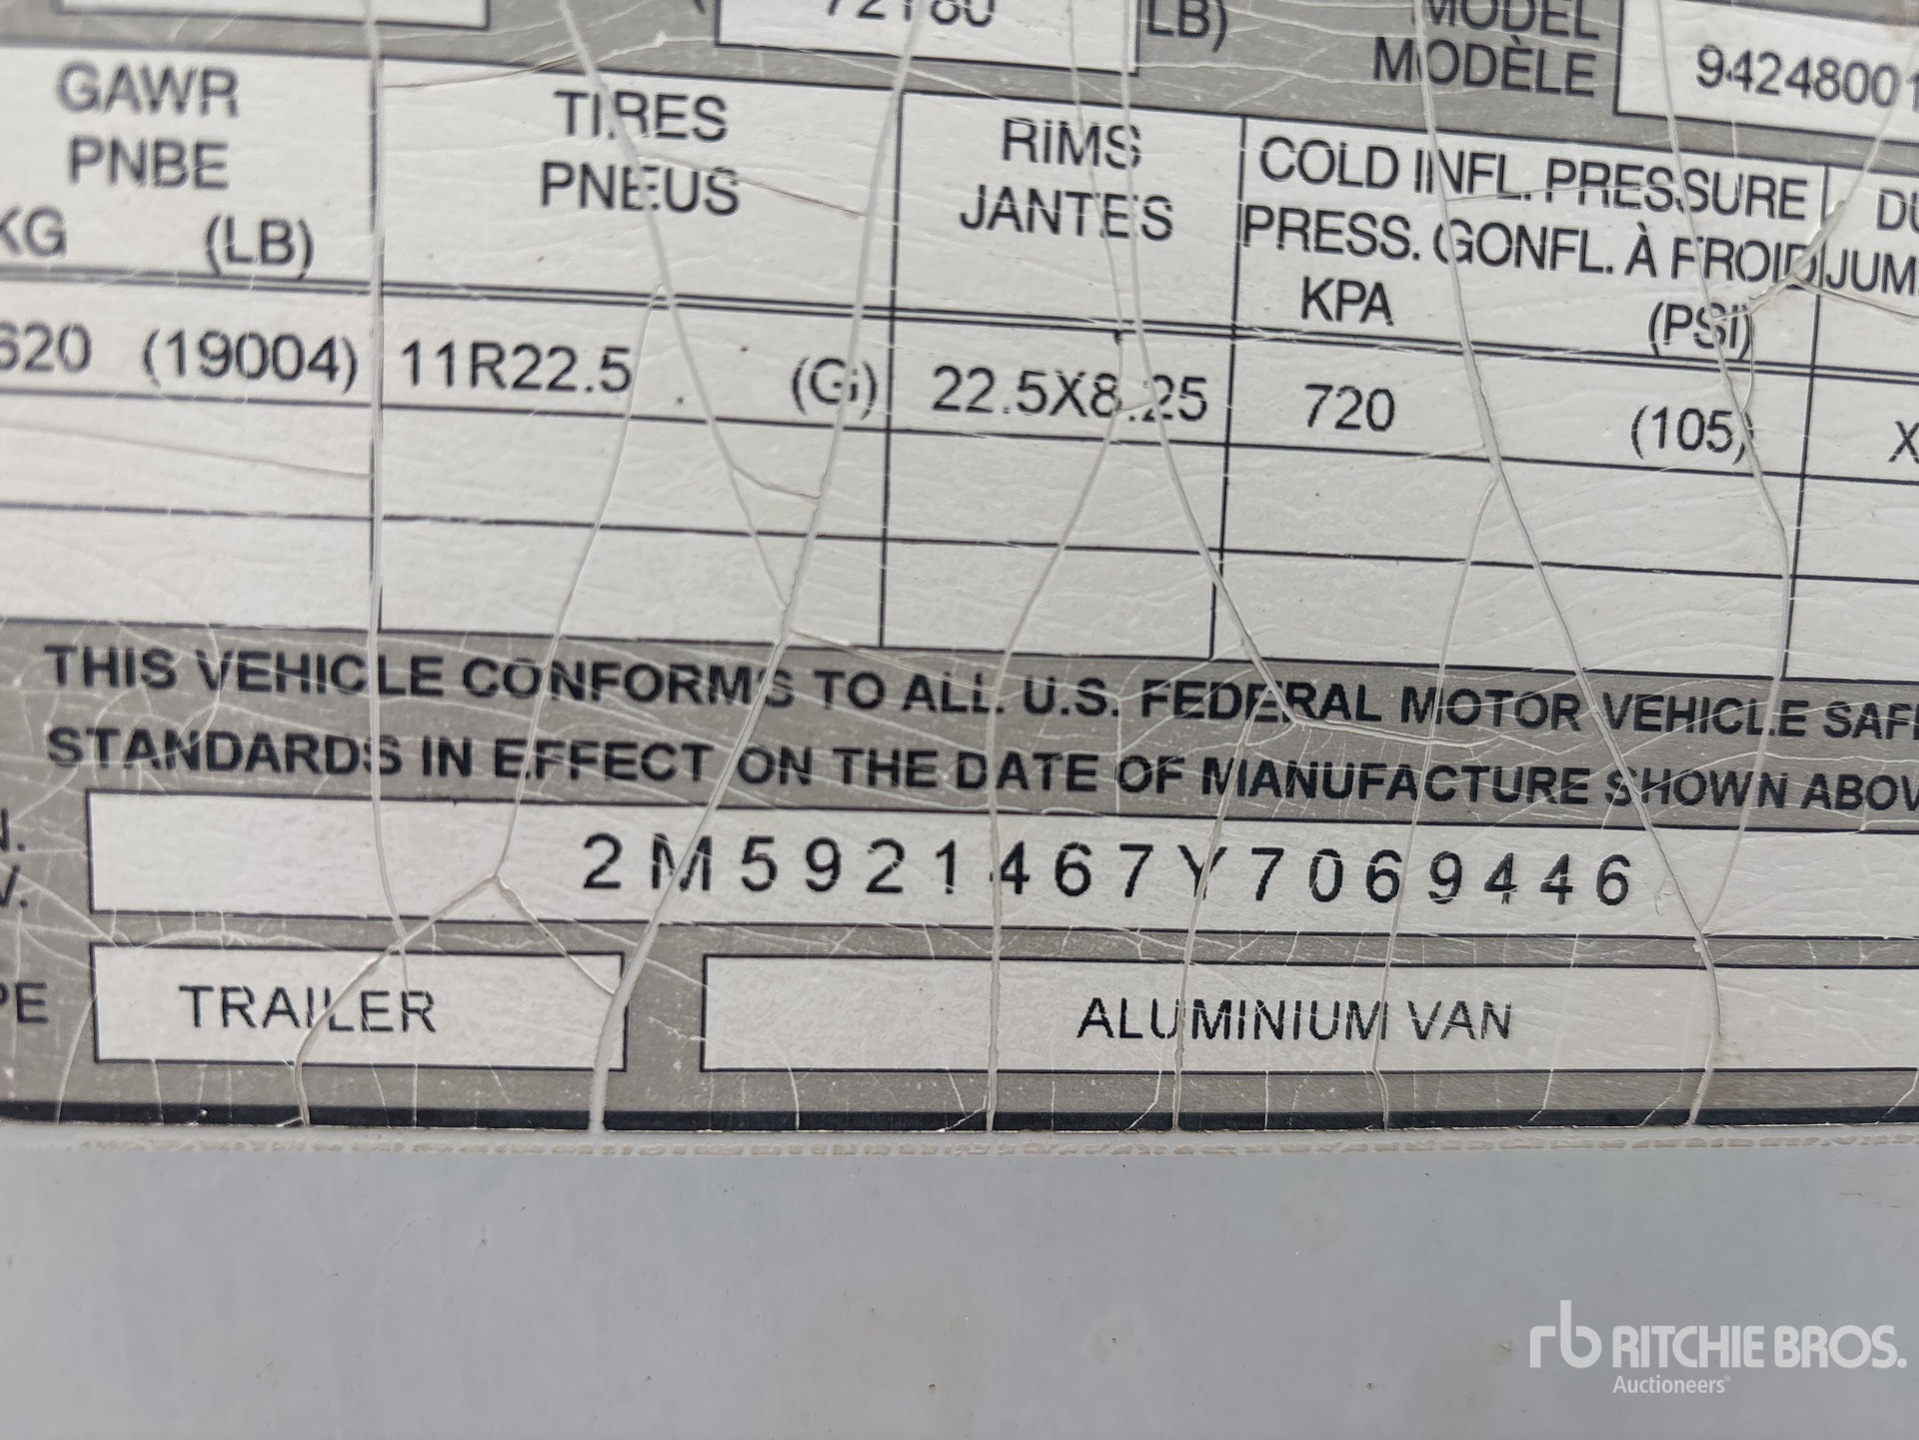 LB)
MODEL
MODÈLE
94248001
GAWR
PNBE
KG (LB)
TIRES
PNEUS
RIMS
JANTES
COLD INFL. PRESSURE
PRESS. GONFL. À FROID
KPA (PSI)
620 (19004) 11R22.5 (G) 22.5X8.25 720 (105) X
THIS VEHICLE CONFORMS TO ALL U.S. FEDERAL MOTOR VEHICLE SAFE
STANDARDS IN EFFECT ON THE DATE OF MANUFACTURE SHOWN ABOV
2M5921467Y7069446
TRAILER
ALUMINIUM VAN
rb RITCHIE BROS.
Auctioneers